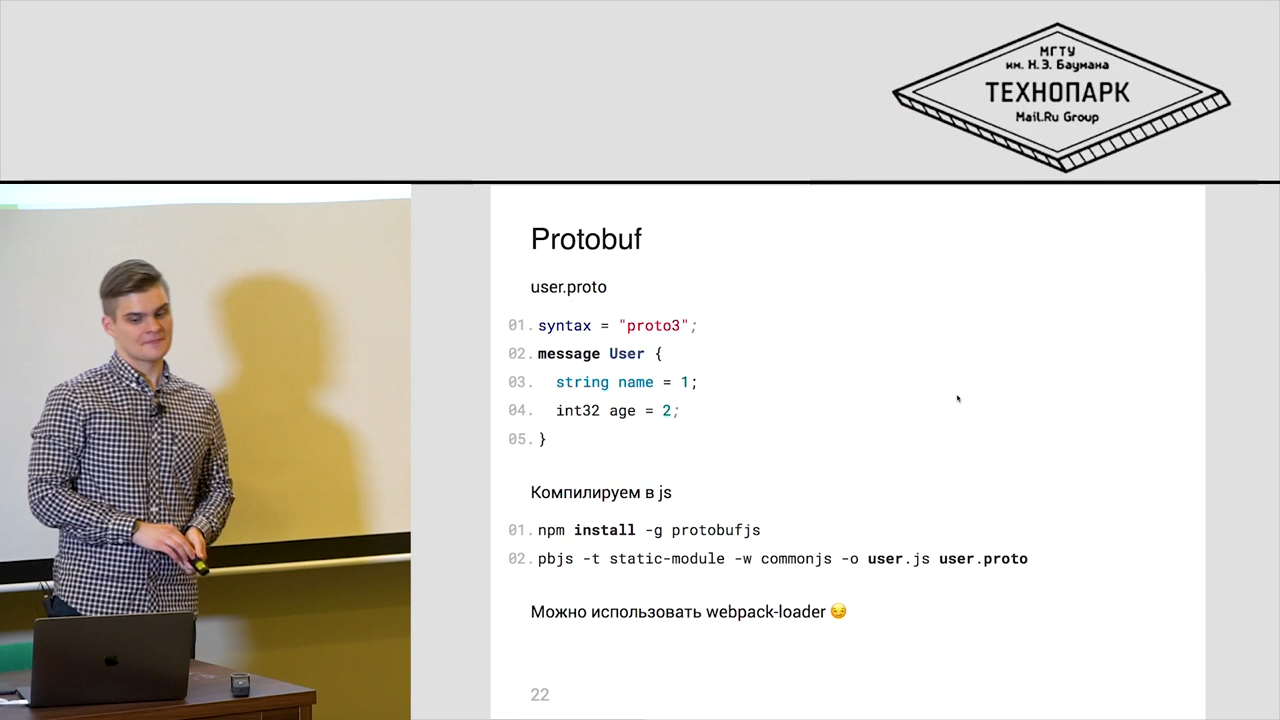 МГТУ
им. Н.Э. Баумана
ТЕХНОПАРК
Mail.Ru Group
Protobuf
user.proto
01. syntax = "proto3";
02. message User {
03. string name = 1;
04. int32 age = 2;
05. }
Компилируем в js
01. npm install -g protobufjs
02. pbjs -t static-module -w commonjs -o user.js user.proto
Можно использовать webpack-loader 😏
22